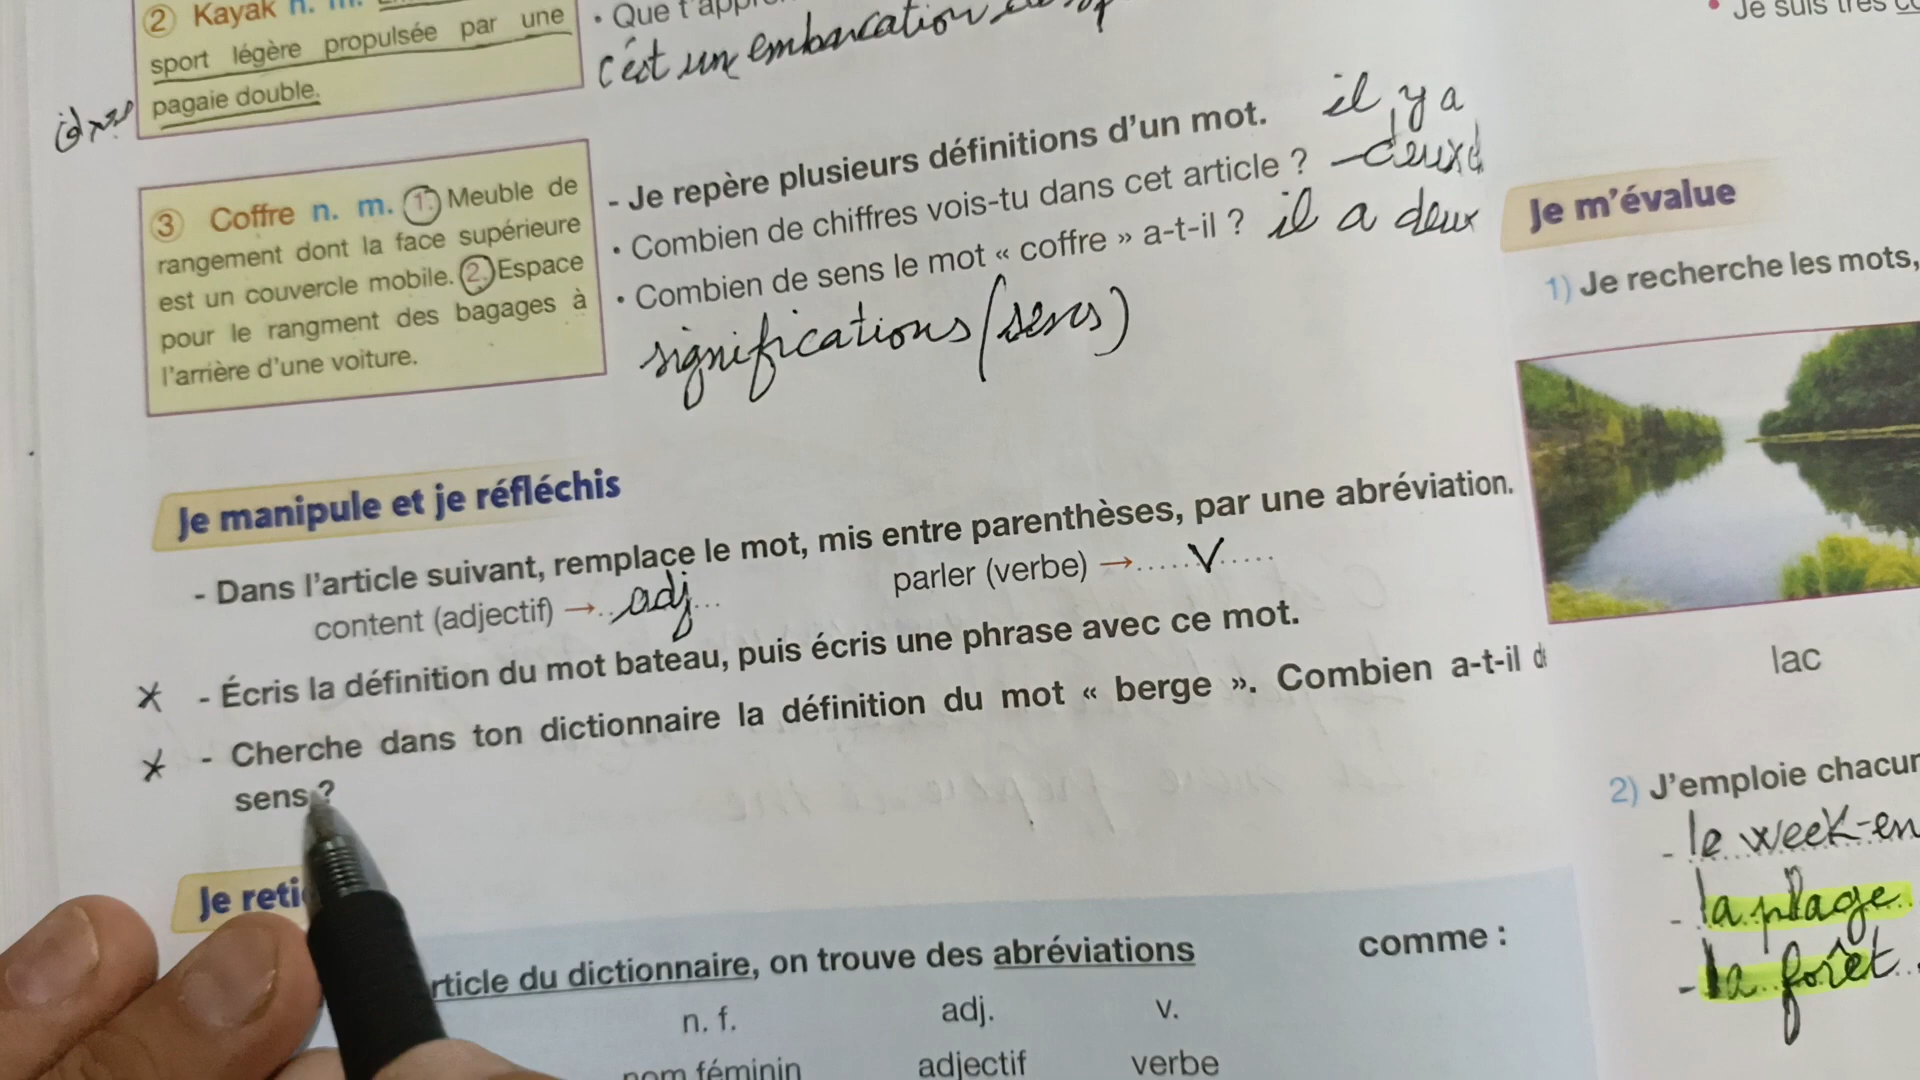 ② Kayak n. m.
sport légère propulsée par une
pagaie double.
• Que t'appr
c'est une embarcation
• Je suis très
③ Coffre n. m. 1. Meuble de
rangement dont la face supérieure
est un couvercle mobile. 2. Espace
pour le rangment des bagages à
l'arrière d'une voiture.
- Je repère plusieurs définitions d'un mot. il y a
• Combien de chiffres vois-tu dans cet article ? deux
• Combien de sens le mot « coffre » a-t-il ? il a deux
significations (sens)
Je manipule et je réfléchis
- Dans l'article suivant, remplace le mot, mis entre parenthèses, par une abréviation.
content (adjectif) → adj parler (verbe) → V
- Écris la définition du mot bateau, puis écris une phrase avec ce mot.
- Cherche dans ton dictionnaire la définition du mot « berge ». Combien a-t-il d
sens ?
Je reti
rticle du dictionnaire, on trouve des abréviations comme :
n. f. adj. v.
nom féminin adjectif verbe
Je m'évalue
1) Je recherche les mots,
lac
2) J'emploie chacun
- le week-en
- la plage
- la forêt